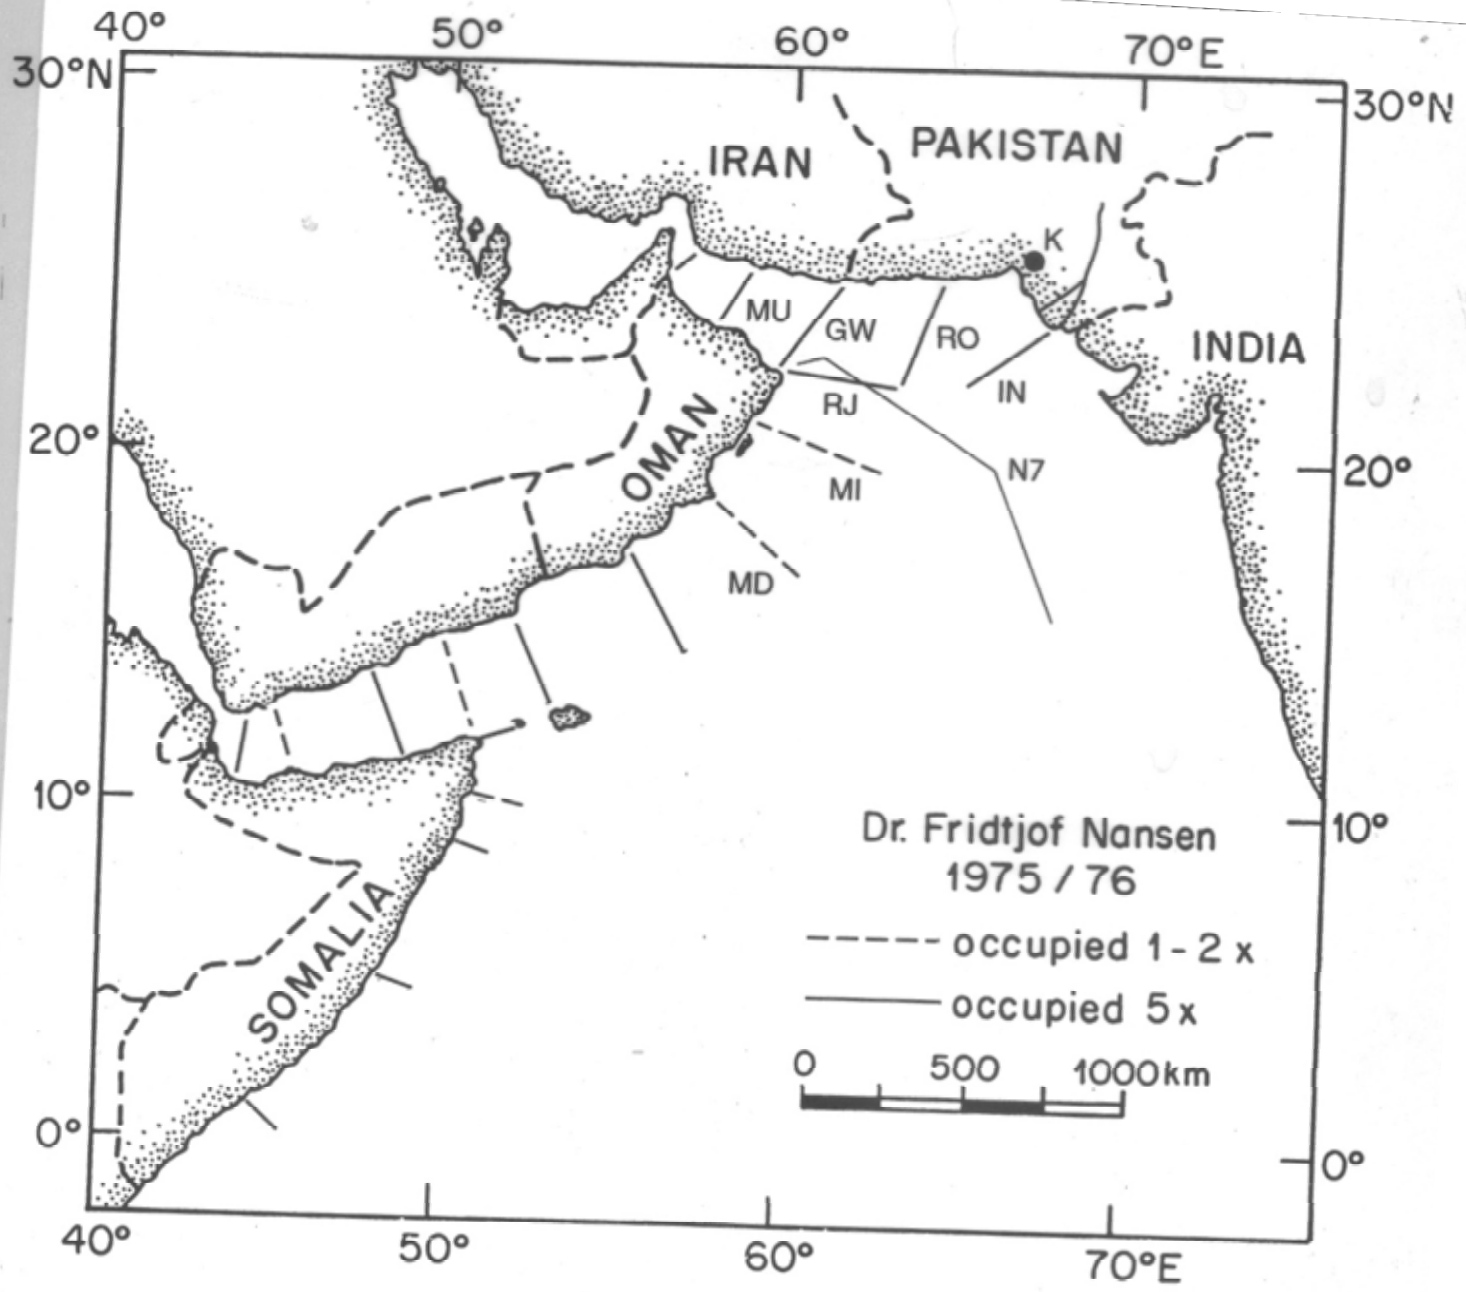 40° 50° 60° 70°E
30°N 30°N
IRAN PAKISTAN
K
MU GW RO INDIA
RJ IN
OMAN
20° N7 20°
MI
MD
10° 10°
Dr. Fridtjof Nansen
1975 / 76
SOMALIA
occupied 1 - 2 x
occupied 5 x
0 500 1000 km
0° 0°
40° 50° 60° 70°E